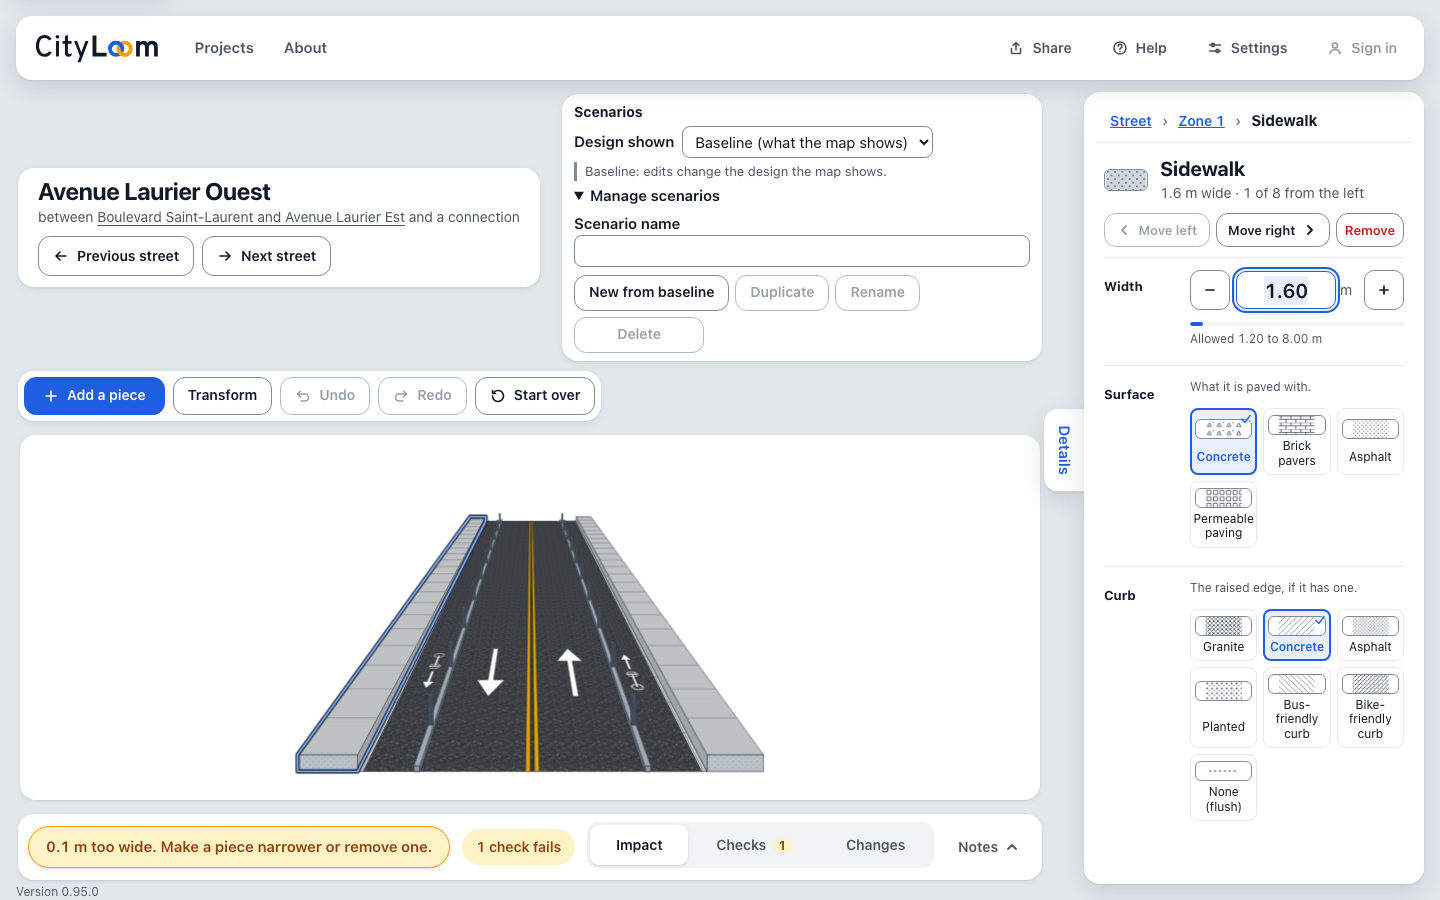 CityLoom
Projects
About
Share
Help
Settings
Sign in
Avenue Laurier Ouest
between Boulevard Saint-Laurent and Avenue Laurier Est and a connection
Previous street
Next street
Scenarios
Design shown
Baseline (what the map shows)
Baseline: edits change the design the map shows.
Manage scenarios
Scenario name
New from baseline
Duplicate
Rename
Delete
Add a piece
Transform
Undo
Redo
Start over
Details
Street › Zone 1 › Sidewalk
Sidewalk
1.6 m wide · 1 of 8 from the left
Move left
Move right
Remove
Width
−
1.60
m
+
Allowed 1.20 to 8.00 m
Surface
What it is paved with.
Concrete
Brick
pavers
Asphalt
Permeable
paving
Curb
The raised edge, if it has one.
Granite
Concrete
Asphalt
Planted
Bus-
friendly
curb
Bike-
friendly
curb
None
(flush)
0.1 m too wide. Make a piece narrower or remove one.
1 check fails
Impact
Checks 1
Changes
Notes
Version 0.95.0